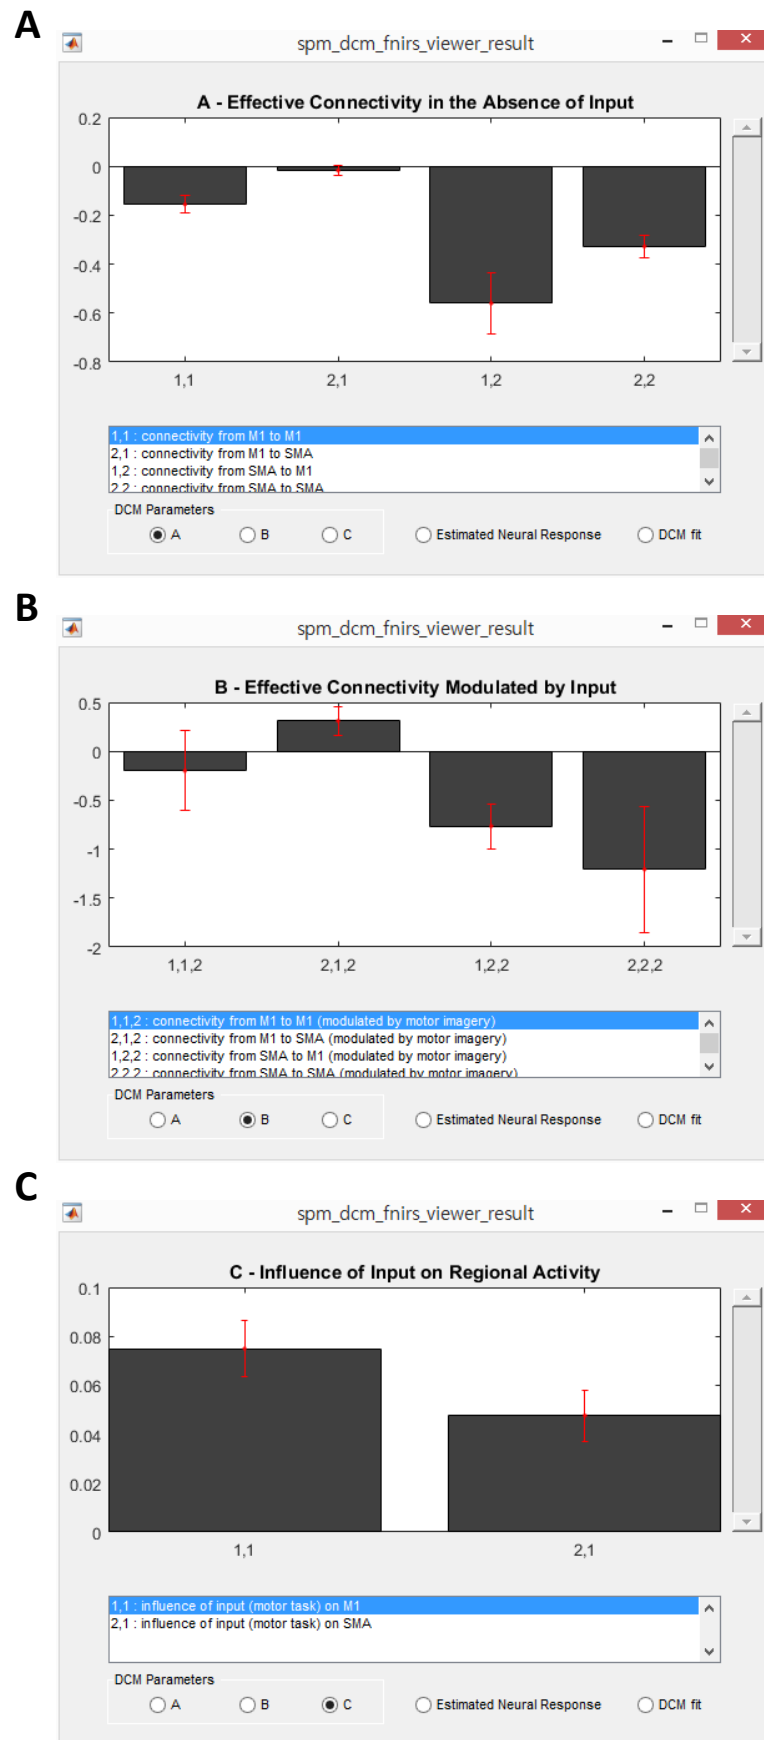 A
spm_dcm_fnirs_viewer_result
A - Effective Connectivity in the Absence of Input
0.2
0
-0.2
-0.4
-0.6
-0.8
1,1 2,1 1,2 2,2
1,1 : connectivity from M1 to M1
2,1 : connectivity from M1 to SMA
1,2 : connectivity from SMA to M1
2,2 : connectivity from SMA to SMA
DCM Parameters
A B C Estimated Neural Response DCM fit
B
spm_dcm_fnirs_viewer_result
B - Effective Connectivity Modulated by Input
0.5
0
-0.5
-1
-1.5
-2
1,1,2 2,1,2 1,2,2 2,2,2
1,1,2 : connectivity from M1 to M1 (modulated by motor imagery)
2,1,2 : connectivity from M1 to SMA (modulated by motor imagery)
1,2,2 : connectivity from SMA to M1 (modulated by motor imagery)
2,2,2 : connectivity from SMA to SMA (modulated by motor imagery)
DCM Parameters
A B C Estimated Neural Response DCM fit
C
spm_dcm_fnirs_viewer_result
C - Influence of Input on Regional Activity
0.1
0.08
0.06
0.04
0.02
0
1,1 2,1
1,1 : influence of input (motor task) on M1
2,1 : influence of input (motor task) on SMA
DCM Parameters
A B C Estimated Neural Response DCM fit